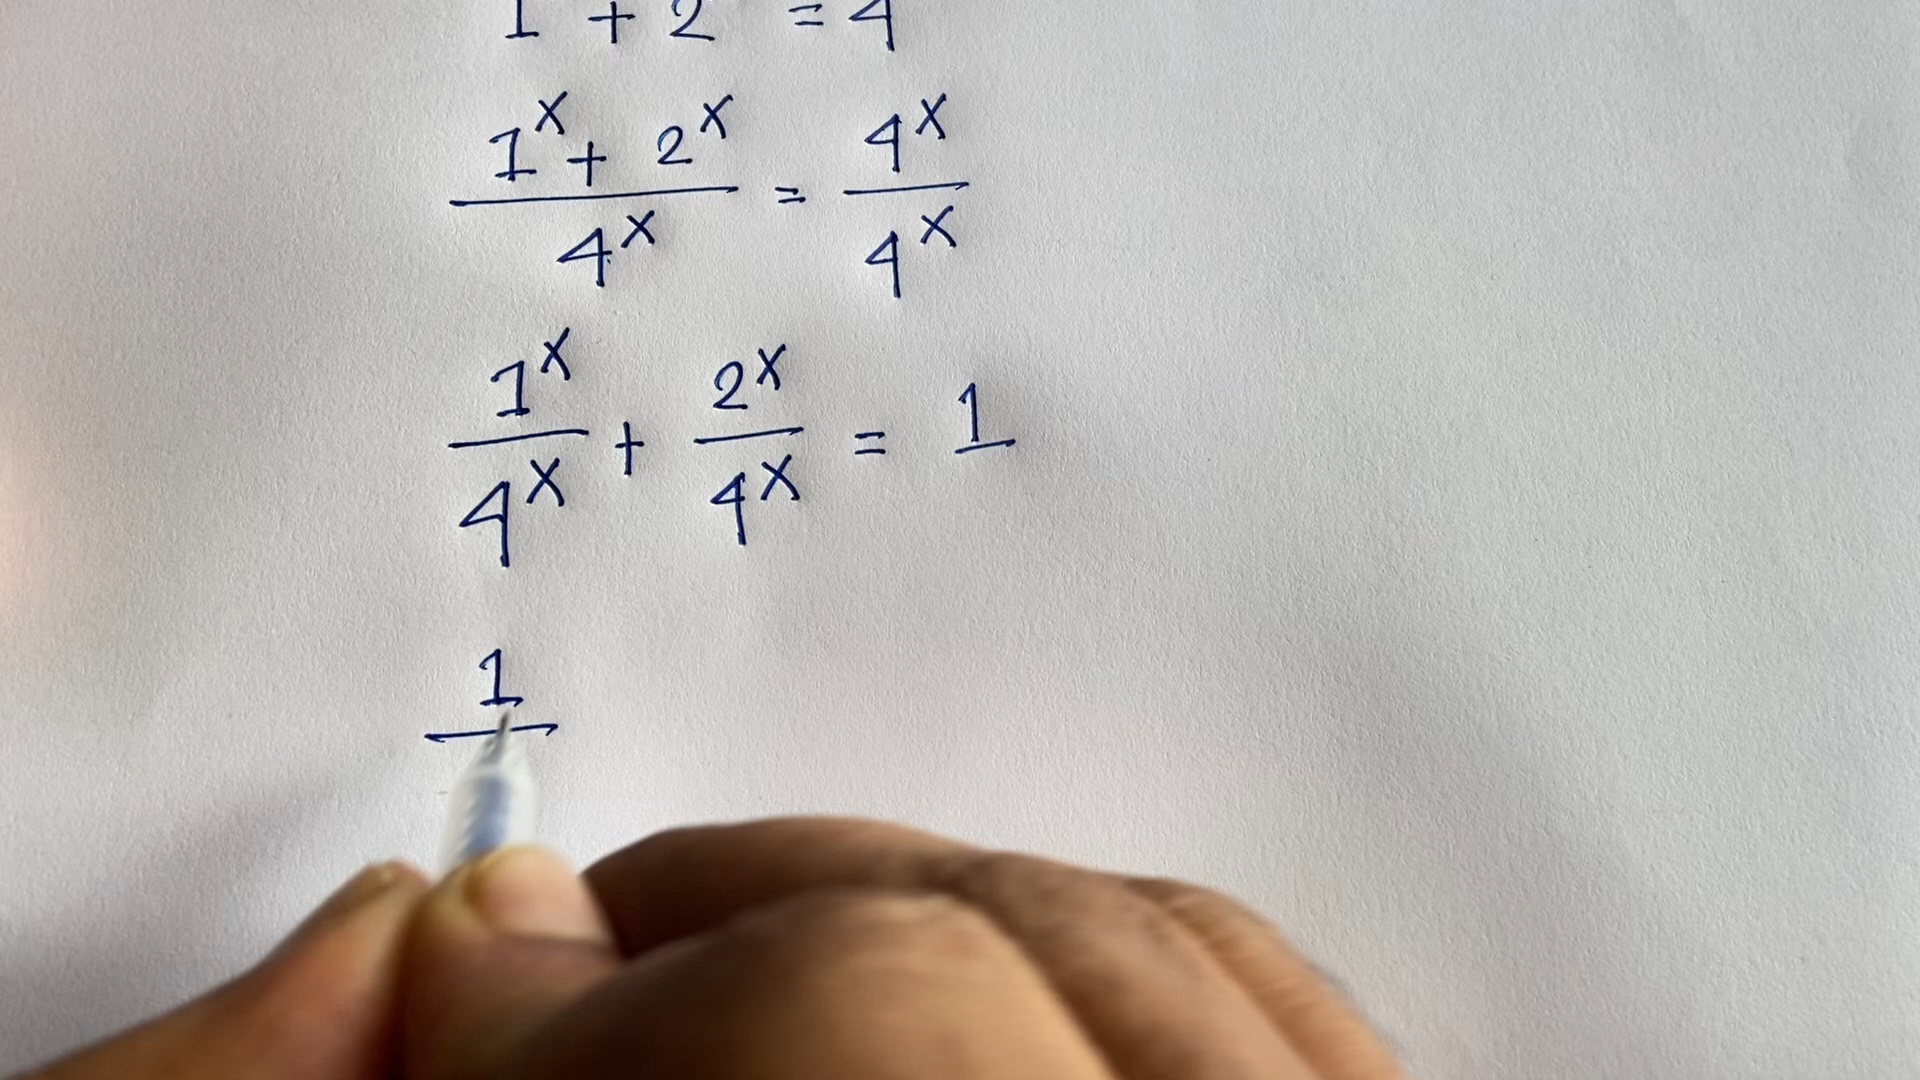 1 + 2 = 4
1^x + 2^x / 4^x = 4^x / 4^x
1^x / 4^x + 2^x / 4^x = 1
1